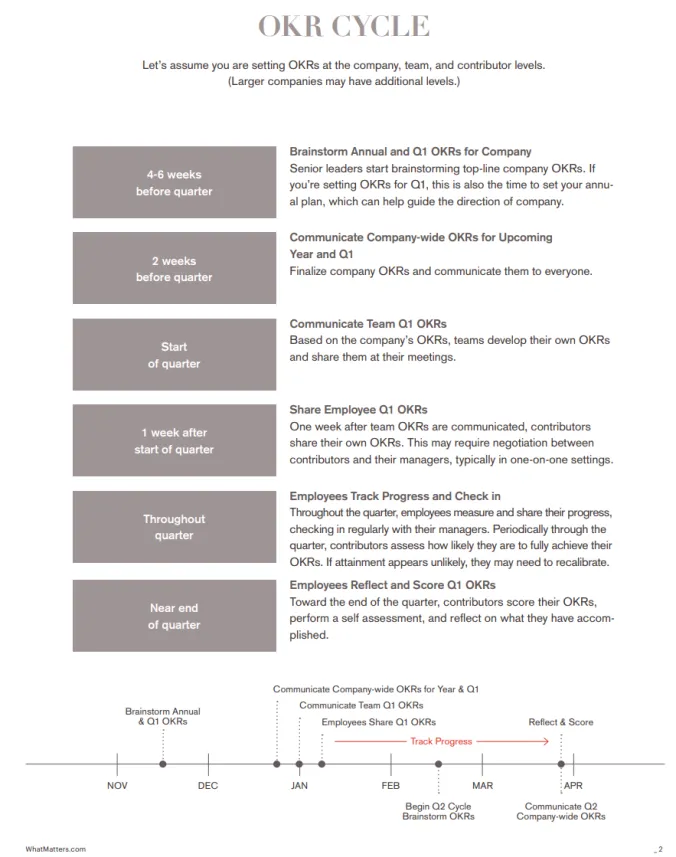 OKR CYCLE
Let's assume you are setting OKRs at the company, team, and contributor levels.
(Larger companies may have additional levels.)
4-6 weeks
before quarter
Brainstorm Annual and Q1 OKRs for Company
Senior leaders start brainstorming top-line company OKRs. If
you're setting OKRs for Q1, this is also the time to set your annu-
al plan, which can help guide the direction of company.
2 weeks
before quarter
Communicate Company-wide OKRs for Upcoming
Year and Q1
Finalize company OKRs and communicate them to everyone.
Start
of quarter
Communicate Team Q1 OKRs
Based on the company's OKRs, teams develop their own OKRs
and share them at their meetings.
1 week after
start of quarter
Share Employee Q1 OKRs
One week after team OKRs are communicated, contributors
share their own OKRs. This may require negotiation between
contributors and their managers, typically in one-on-one settings.
Throughout
quarter
Employees Track Progress and Check in
Throughout the quarter, employees measure and share their progress,
checking in regularly with their managers. Periodically through the
quarter, contributors assess how likely they are to fully achieve their
OKRs. If attainment appears unlikely, they may need to recalibrate.
Near end
of quarter
Employees Reflect and Score Q1 OKRs
Toward the end of the quarter, contributors score their OKRs,
perform a self assessment, and reflect on what they have accom-
plished.
Communicate Company-wide OKRs for Year & Q1
Communicate Team Q1 OKRs
Brainstorm Annual
& Q1 OKRs
Employees Share Q1 OKRs
Reflect & Score
Track Progress
NOV
DEC
JAN
FEB
MAR
APR
Begin Q2 Cycle
Brainstorm OKRs
Communicate Q2
Company-wide OKRs
WhatMatters.com
_ 2